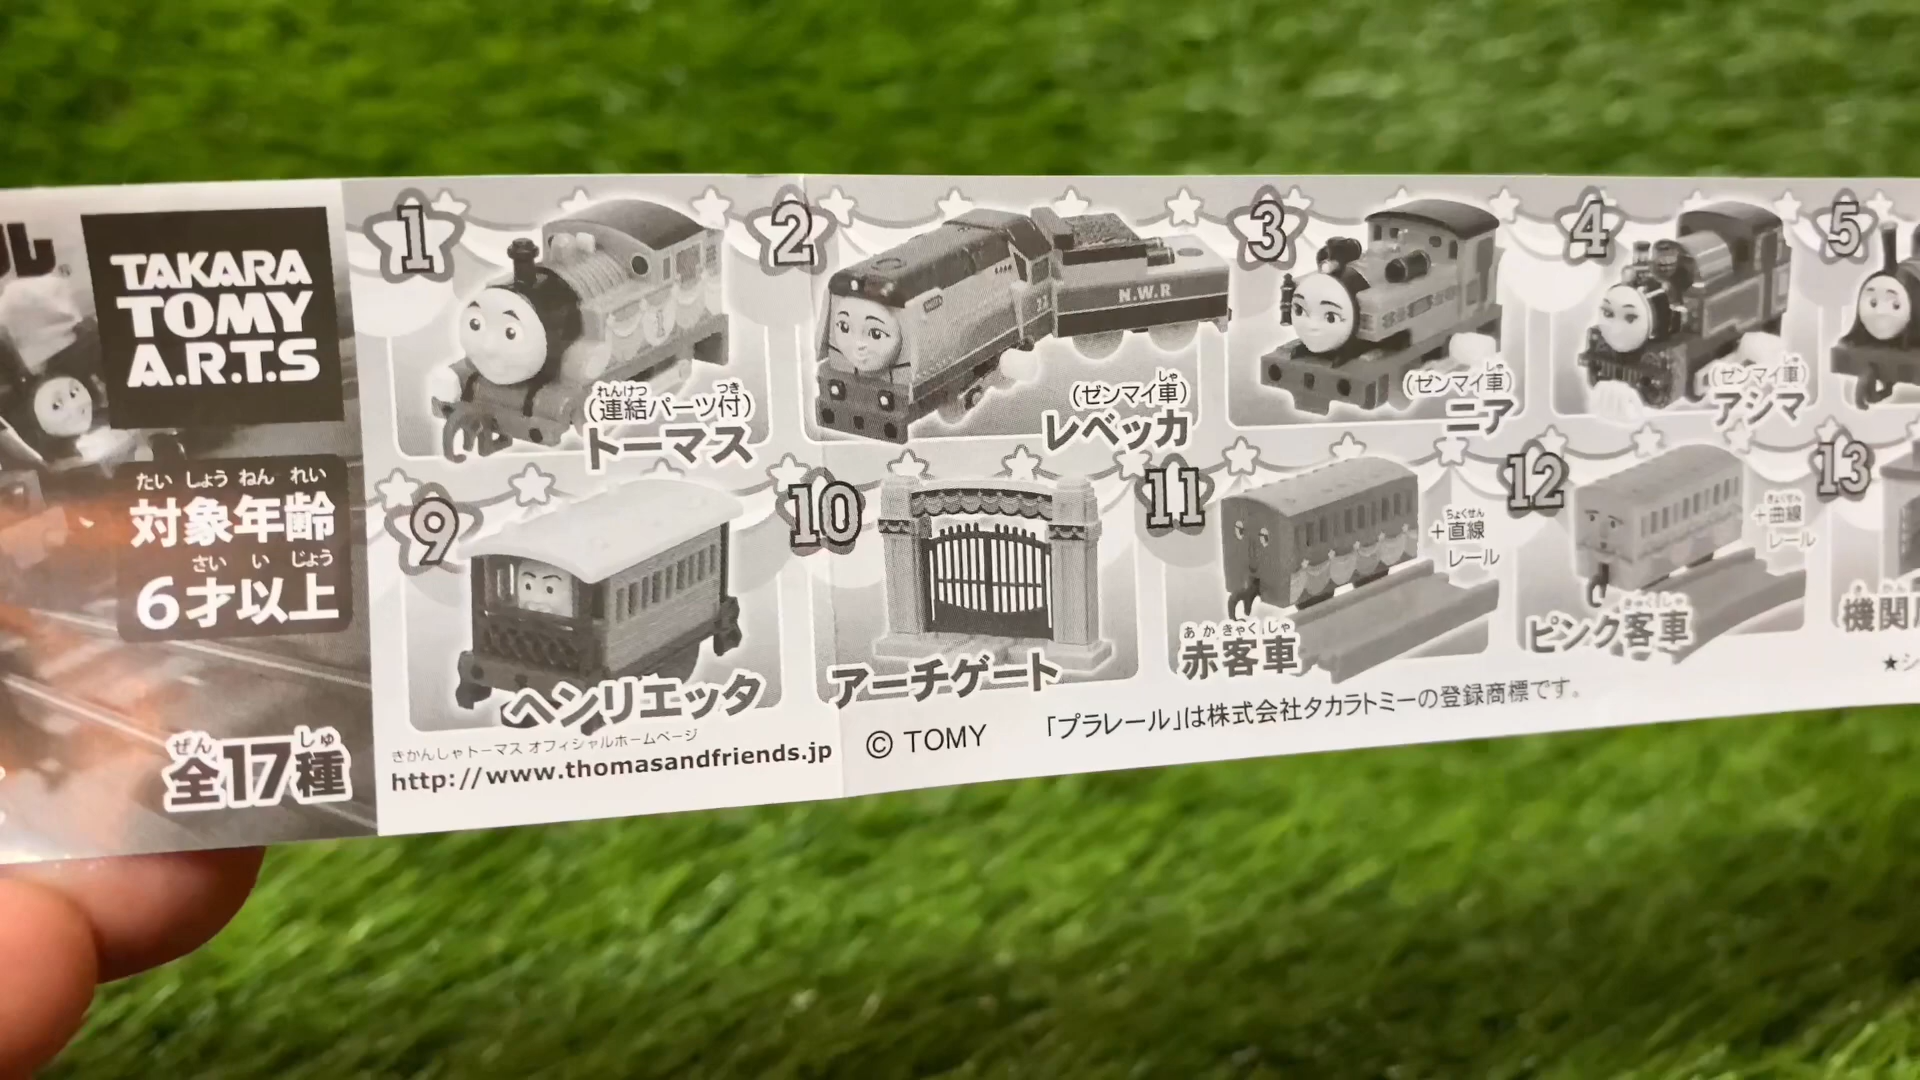 ル®
TAKARA
TOMY
A.R.T.S
たい しょう ねん れい
対象年齢
さい い じょう
6才以上
ぜん しゅ
全17種
1
れんけつ つき
(連結パーツ付)
トーマス
2
N.W.R
22
しゃ
(ゼンマイ車)
レベッカ
3
しゃ
(ゼンマイ車)
ニア
4
しゃ
(ゼンマイ車)
アシマ
5
9
ヘンリエッタ
10
アーチゲート
11
ちょくせん
+直線
レール
あか きゃく しゃ
赤客車
12
きょくせん
+曲線
レール
きゃくしゃ
ピンク客車
13
機関
★シ
きかんしゃトーマス オフィシャルホームページ
http://www.thomasandfriends.jp
© TOMY
「プラレール」は株式会社タカラトミーの登録商標です。